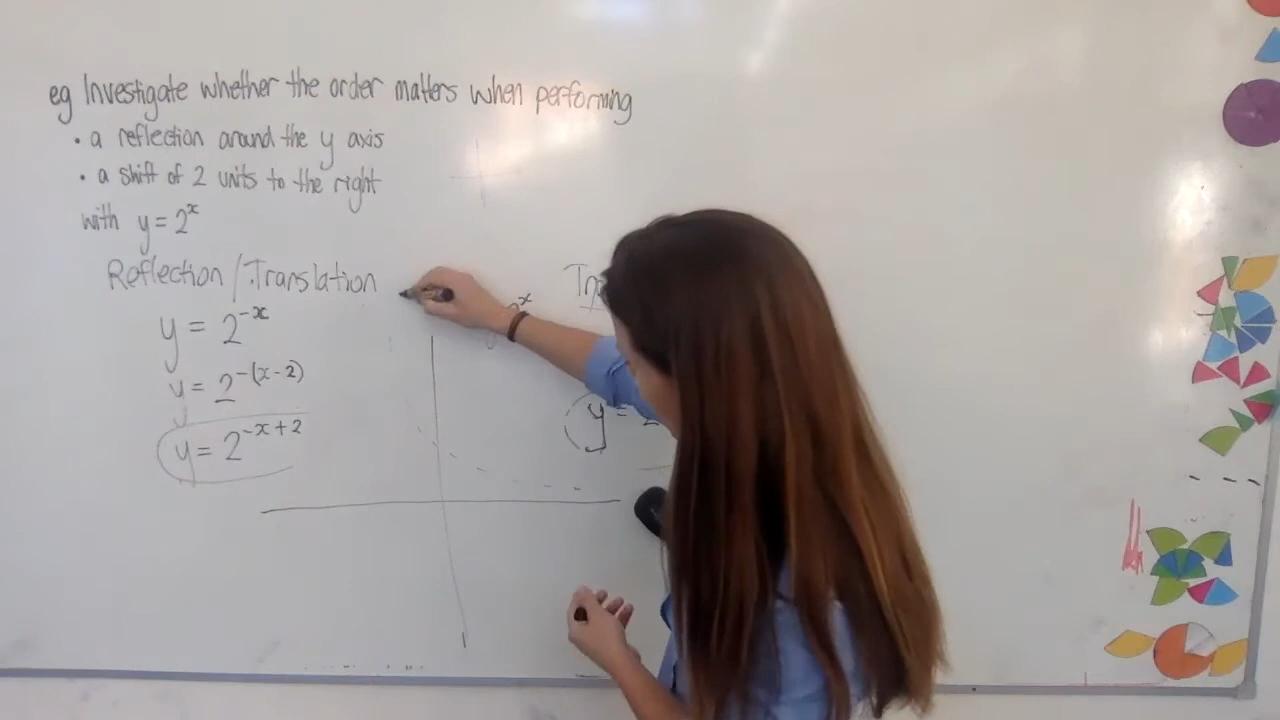 eg Investigate whether the order matters when performing
• a reflection around the y axis
• a shift of 2 units to the right
with y = 2^x
Reflection / Translation
y = 2^-x
y = 2^-(x-2)
y = 2^-x+2
y =